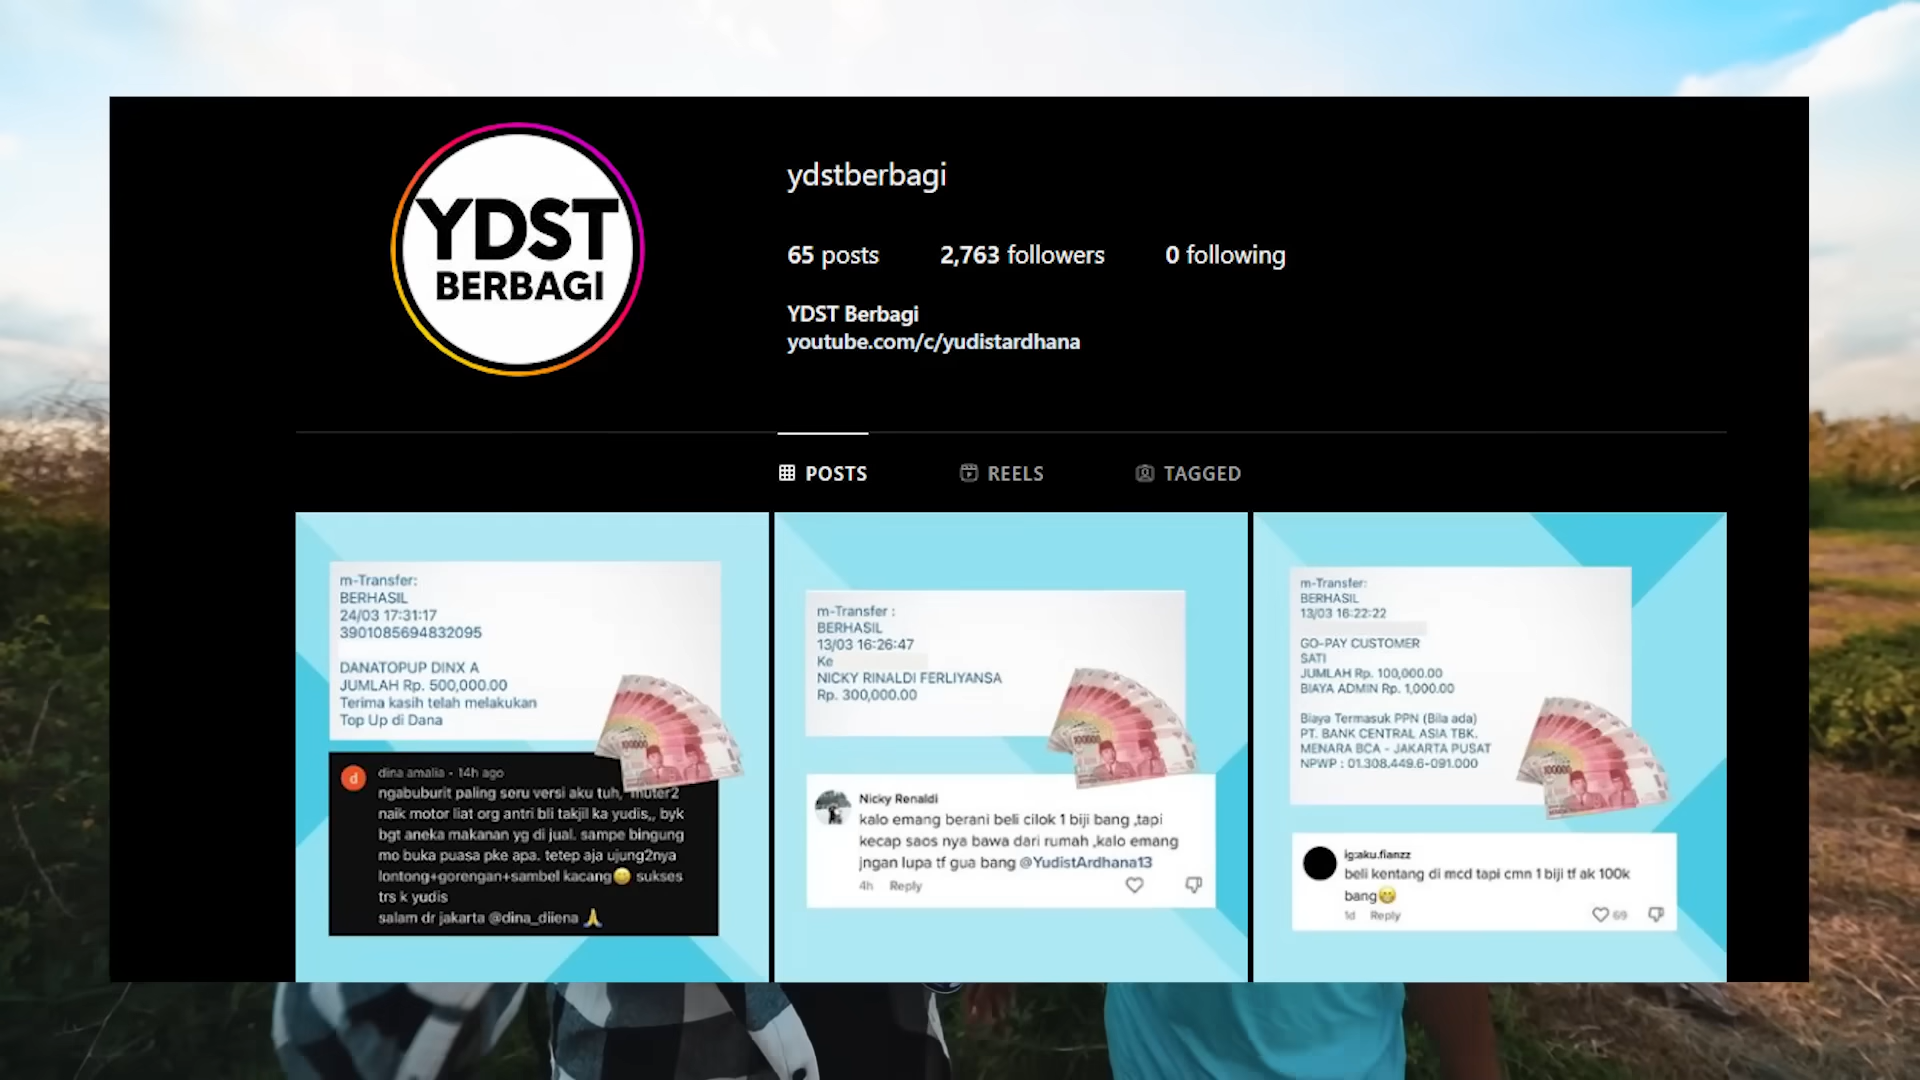 YDST
BERBAGI
ydstberbagi
65 posts 2,763 followers 0 following
YDST Berbagi
youtube.com/c/yudistardhana
POSTS REELS TAGGED
m-Transfer:
BERHASIL
24/03 17:31:17
3901085694832095
DANATOPUP DINX A
JUMLAH Rp. 500,000.00
Terima kasih telah melakukan
Top Up di Dana
100000
d
dina amalia - 14h ago
ngabuburit paling seru versi aku tuh, muter2
naik motor liat org antri bli takjil ka yudis,, byk
bgt aneka makanan yg di jual. sampe bingung
mo buka puasa pke apa. tetep aja ujung2nya
lontong+gorengan+sambel kacang😄 sukses
trs k yudis
salam dr jakarta @dina_diiena 🙏
m-Transfer :
BERHASIL
13/03 16:26:47
Ke
NICKY RINALDI FERLIYANSA
Rp. 300,000.00
100000
Nicky Renaldi
kalo emang berani beli cilok 1 biji bang ,tapi
kecap saos nya bawa dari rumah ,kalo emang
jngan lupa tf gua bang @YudistArdhana13
4h Reply
m-Transfer:
BERHASIL
13/03 16:22:22
GO-PAY CUSTOMER
SATI
JUMLAH Rp. 100,000.00
BIAYA ADMIN Rp. 1,000.00
Biaya Termasuk PPN (Bila ada)
PT. BANK CENTRAL ASIA TBK.
MENARA BCA - JAKARTA PUSAT
NPWP : 01.308.449.6-091.000
100000
ig:aku.fianzz
beli kentang di mcd tapi cmn 1 biji tf ak 100k
bang😁
1d Reply 69